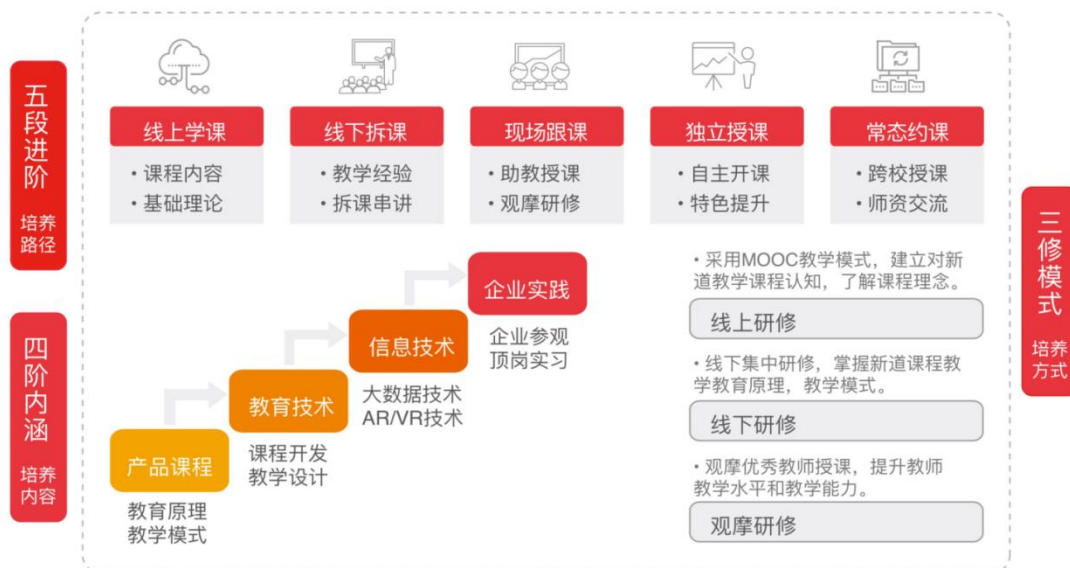 五段进阶
培养
路径
线上学课
• 课程内容
• 基础理论
线下拆课
• 教学经验
• 拆课串讲
现场跟课
• 助教授课
• 观摩研修
独立授课
• 自主开课
• 特色提升
常态约课
• 跨校授课
• 师资交流
四阶内涵
培养
内容
产品课程
教育原理
教学模式
教育技术
课程开发
教学设计
信息技术
大数据技术
AR/VR技术
企业实践
企业参观
顶岗实习
• 采用MOOC教学模式，建立对新
道教学课程认知，了解课程理念。
线上研修
• 线下集中研修，掌握新道课程教
学教育原理，教学模式。
线下研修
• 观摩优秀教师授课，提升教师
教学水平和教学能力。
观摩研修
三修模式
培养
方式